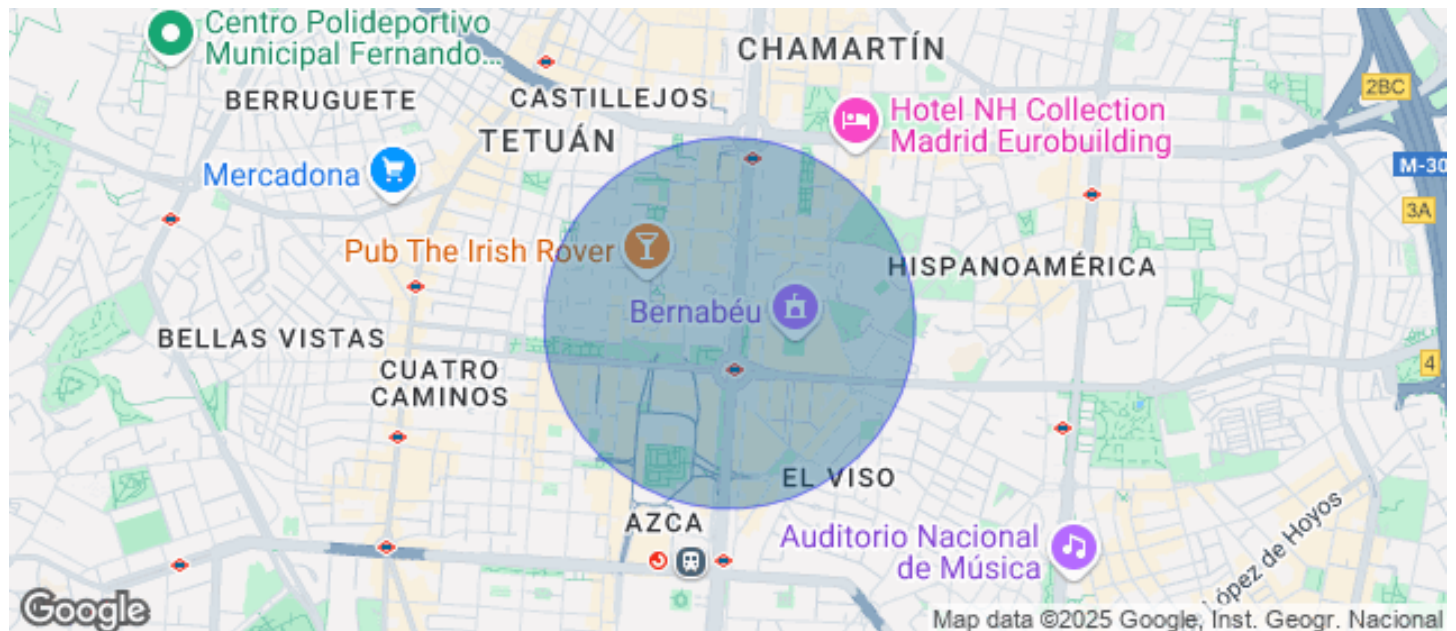 Centro Polideportivo
Municipal Fernando...
CHAMARTÍN
2BC
BERRUGUETE
CASTILLEJOS
Hotel NH Collection
Madrid Eurobuilding
TETUÁN
Mercadona
M-30
3A
Pub The Irish Rover
HISPANOAMÉRICA
Bernabéu
BELLAS VISTAS
CUATRO
CAMINOS
4
EL VISO
AZCA
Auditorio Nacional
de Música
López de Hoyos
Google
Map data ©2025 Google, Inst. Geogr. Nacional